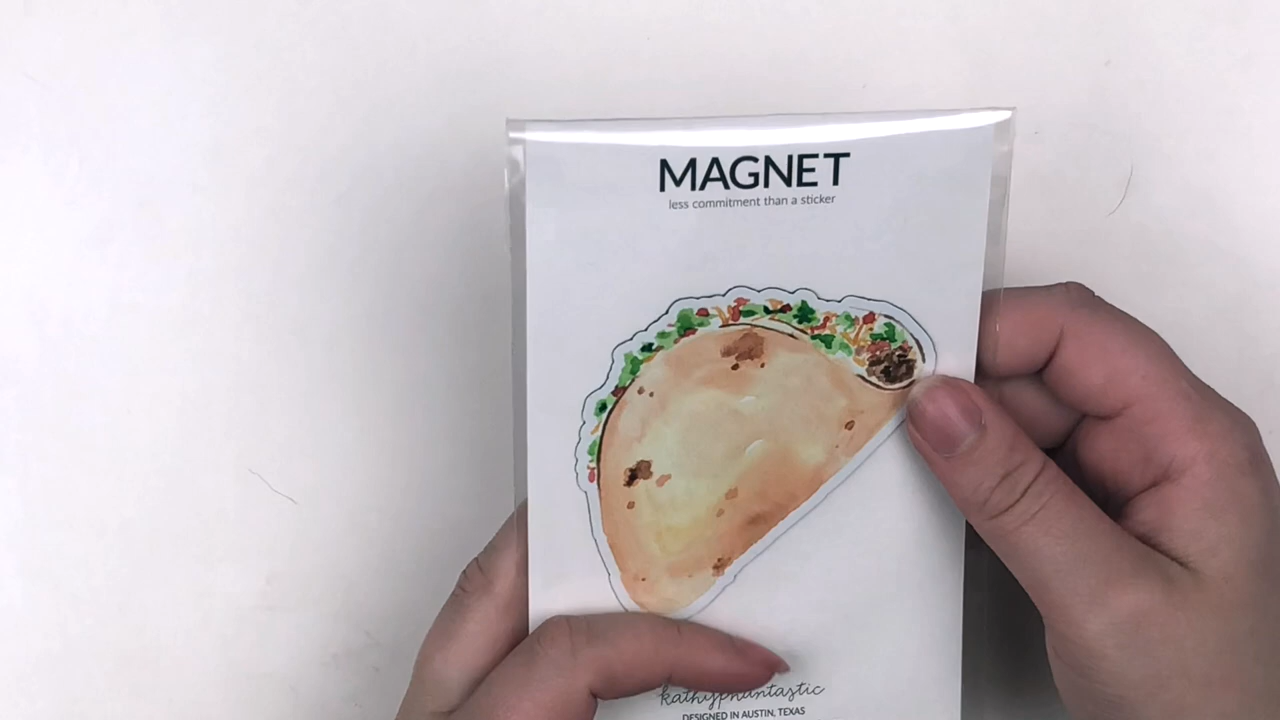 MAGNET
less commitment than a sticker
kathyphantastic
DESIGNED IN AUSTIN, TEXAS